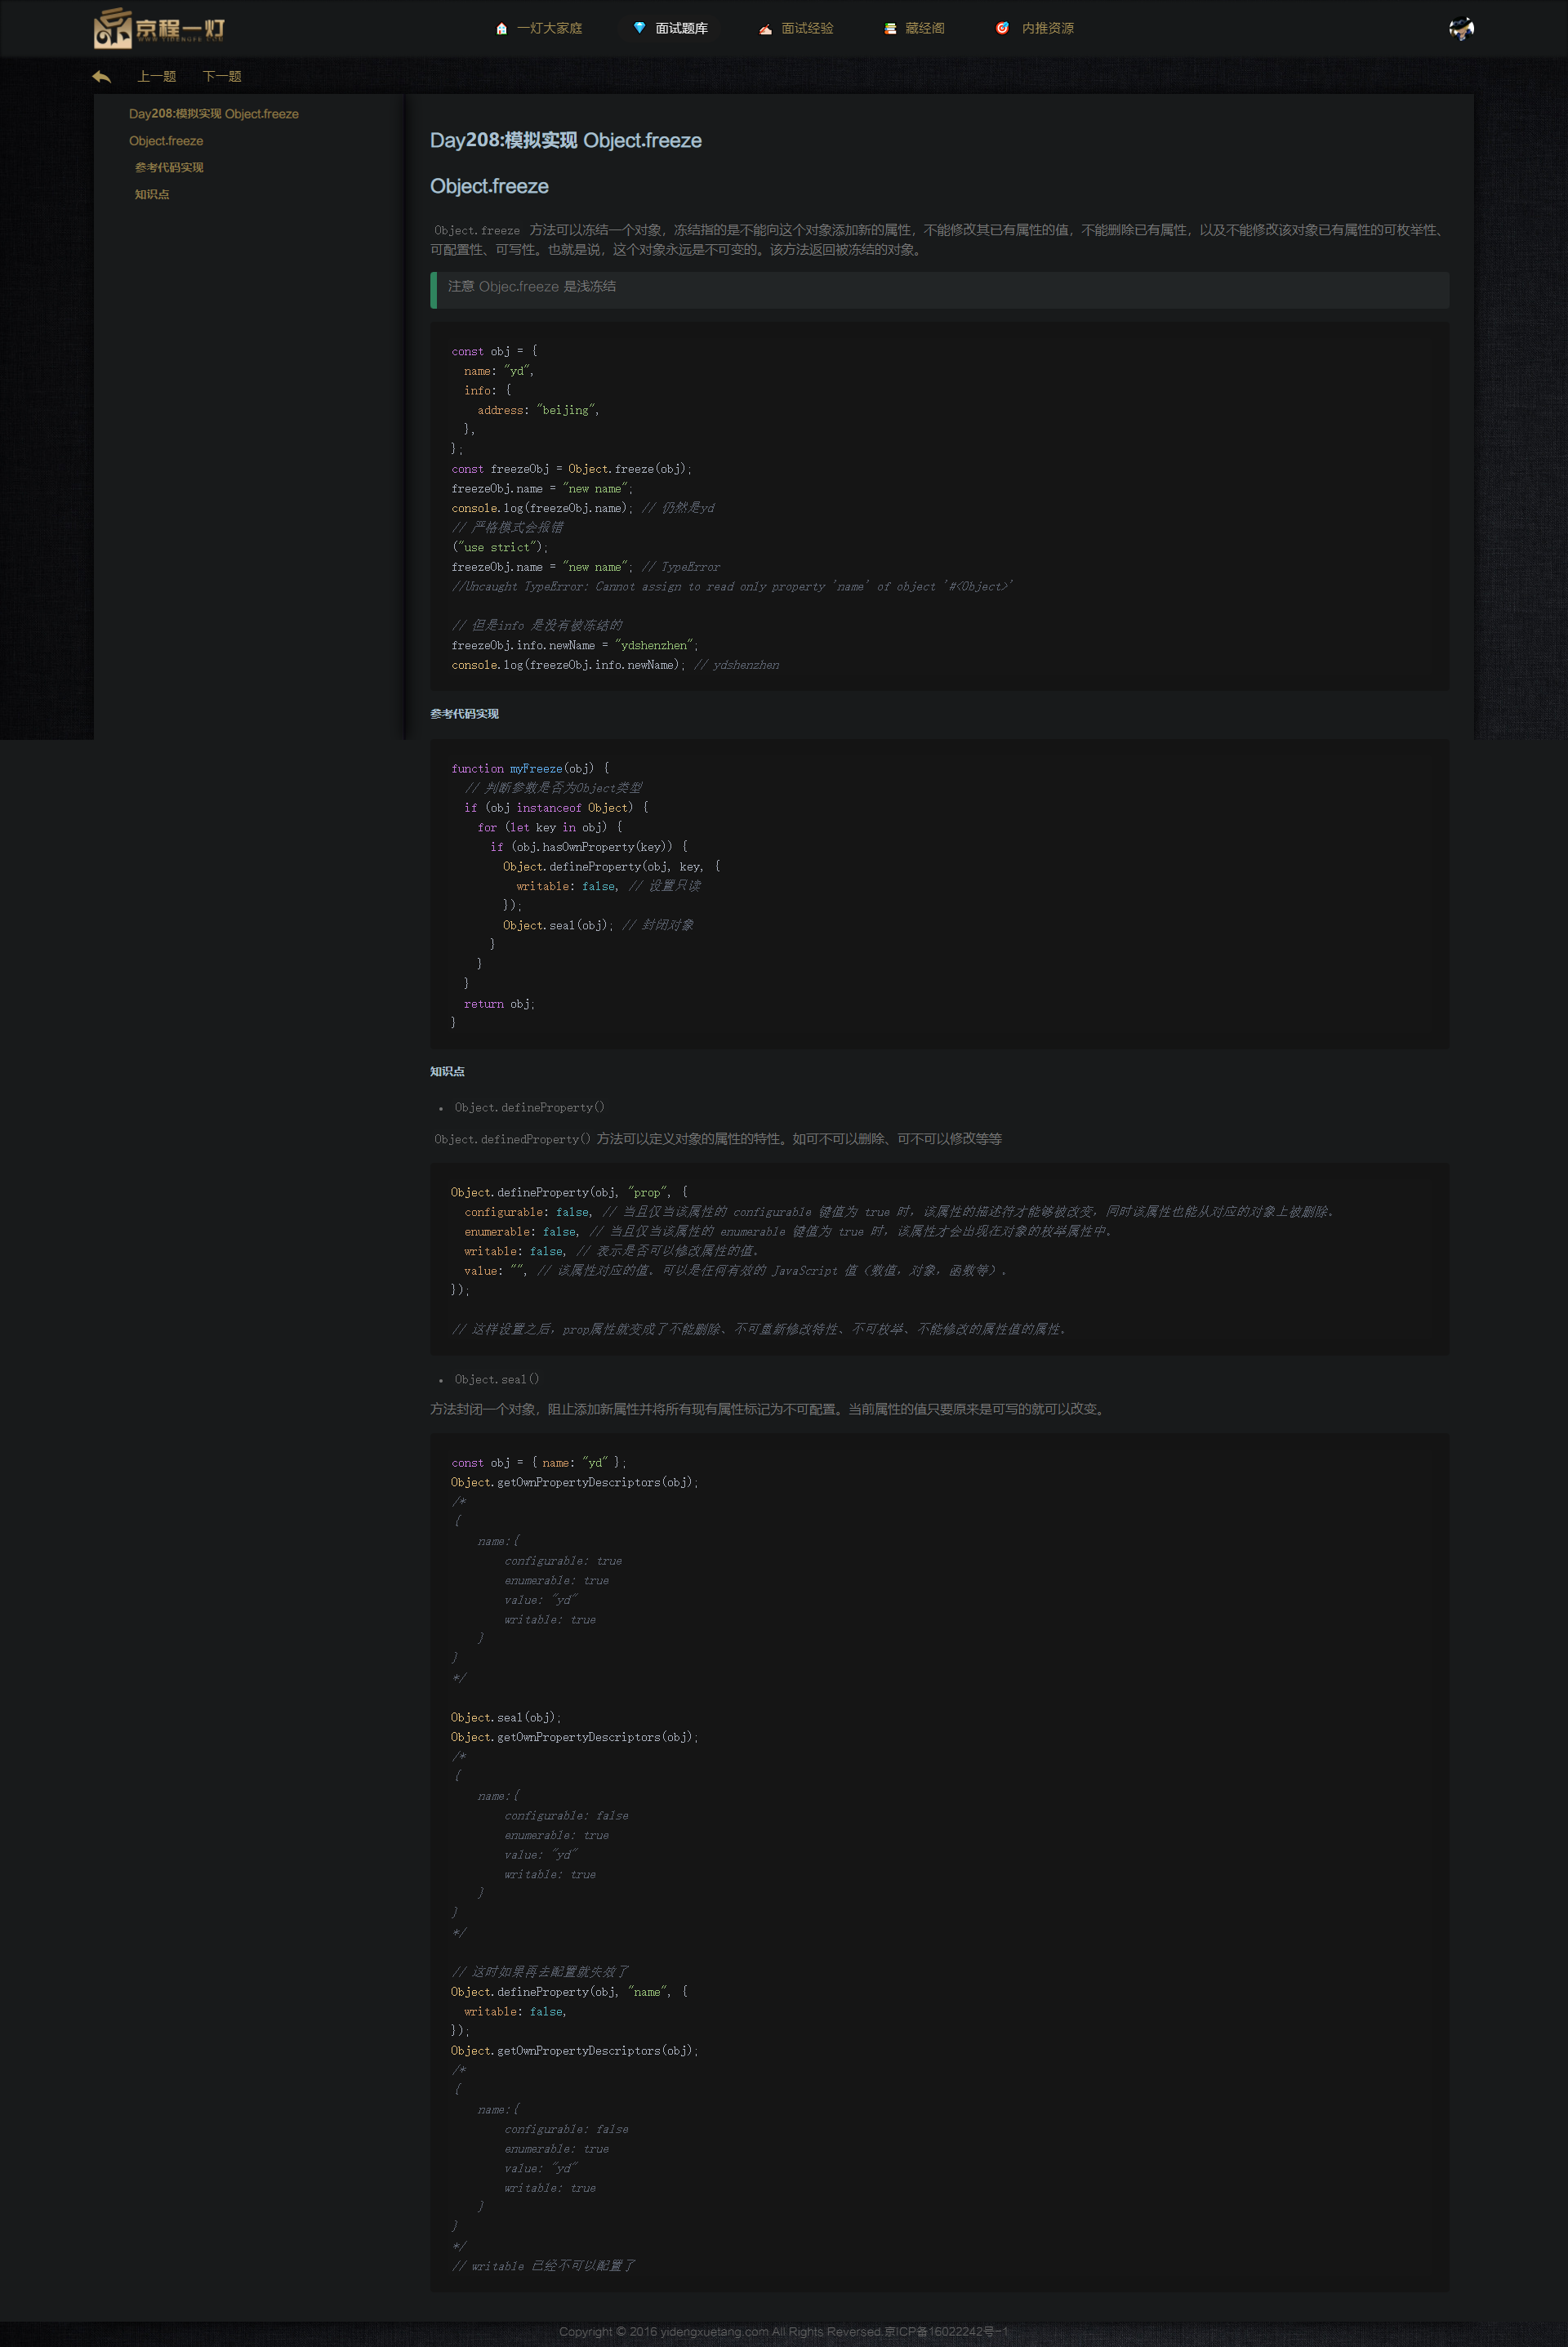 京程一灯
一灯大家庭
面试题库
面试经验
藏经阁
内推资源
上一题
下一题
Day208:模拟实现 Object.freeze
Object.freeze
参考代码实现
知识点
Day208:模拟实现 Object.freeze
Object.freeze
Object.freeze 方法可以冻结一个对象，冻结指的是不能向这个对象添加新的属性，不能修改其已有属性的值，不能删除已有属性，以及不能修改该对象已有属性的可枚举性、
可配置性、可写性。也就是说，这个对象永远是不可变的。该方法返回被冻结的对象。
注意 Objec.freeze 是浅冻结
const obj = {
  name: "yd",
  info: {
    address: "beijing",
  },
};
const freezeObj = Object.freeze(obj);
freezeObj.name = "new name";
console.log(freezeObj.name); // 仍然是yd
// 严格模式会报错
("use strict");
freezeObj.name = "new name"; // TypeError
//Uncaught TypeError: Cannot assign to read only property 'name' of object '#<Object>'
// 但是info 是没有被冻结的
freezeObj.info.newName = "ydshenzhen";
console.log(freezeObj.info.newName); // ydshenzhen
参考代码实现
function myFreeze(obj) {
  // 判断参数是否为Object类型
  if (obj instanceof Object) {
    for (let key in obj) {
      if (obj.hasOwnProperty(key)) {
        Object.defineProperty(obj, key, {
          writable: false, // 设置只读
        });
        Object.seal(obj); // 封闭对象
      }
    }
  }
  return obj;
}
知识点
• Object.defineProperty()
Object.definedProperty() 方法可以定义对象的属性的特性。如可不可以删除、可不可以修改等等
Object.defineProperty(obj, "prop", {
  configurable: false, // 当且仅当该属性的 configurable 键值为 true 时，该属性的描述符才能够被改变，同时该属性也能从对应的对象上被删除。
  enumerable: false, // 当且仅当该属性的 enumerable 键值为 true 时，该属性才会出现在对象的枚举属性中。
  writable: false, // 表示是否可以修改属性的值。
  value: "", // 该属性对应的值。可以是任何有效的 JavaScript 值（数值，对象，函数等）。
});
// 这样设置之后，prop属性就变成了不能删除、不可重新修改特性、不可枚举、不能修改的属性值的属性。
• Object.seal()
方法封闭一个对象，阻止添加新属性并将所有现有属性标记为不可配置。当前属性的值只要原来是可写的就可以改变。
const obj = { name: "yd" };
Object.getOwnPropertyDescriptors(obj);
/*
{
    name:{
        configurable: true
        enumerable: true
        value: "yd"
        writable: true
    }
}
*/
Object.seal(obj);
Object.getOwnPropertyDescriptors(obj);
/*
{
    name:{
        configurable: false
        enumerable: true
        value: "yd"
        writable: true
    }
}
*/
// 这时如果再去配置就失效了
Object.defineProperty(obj, "name", {
  writable: false,
});
Object.getOwnPropertyDescriptors(obj);
/*
{
    name:{
        configurable: false
        enumerable: true
        value: "yd"
        writable: true
    }
}
*/
// writable 已经不可以配置了
Copyright © 2016 yidengxuetang.com All Rights Reversed.京ICP备16022242号-1